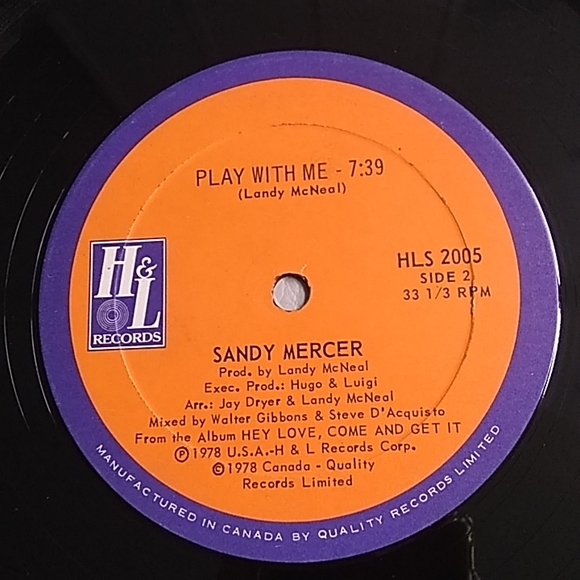 PLAY WITH ME - 7:39
(Landy McNeal)
H&L
RECORDS
HLS 2005
SIDE 2
33 1/3 RPM
SANDY MERCER
Prod. by Landy McNeal
Exec. Prod.: Hugo & Luigi
Arr.: Jay Dryer & Landy McNeal
Mixed by Walter Gibbons & Steve D'Acquisto
From the Album HEY LOVE, COME AND GET IT
Ⓟ 1978 U.S.A.-H & L Records Corp.
© 1978 Canada - Quality
Records Limited
MANUFACTURED IN CANADA BY QUALITY RECORDS LIMITED